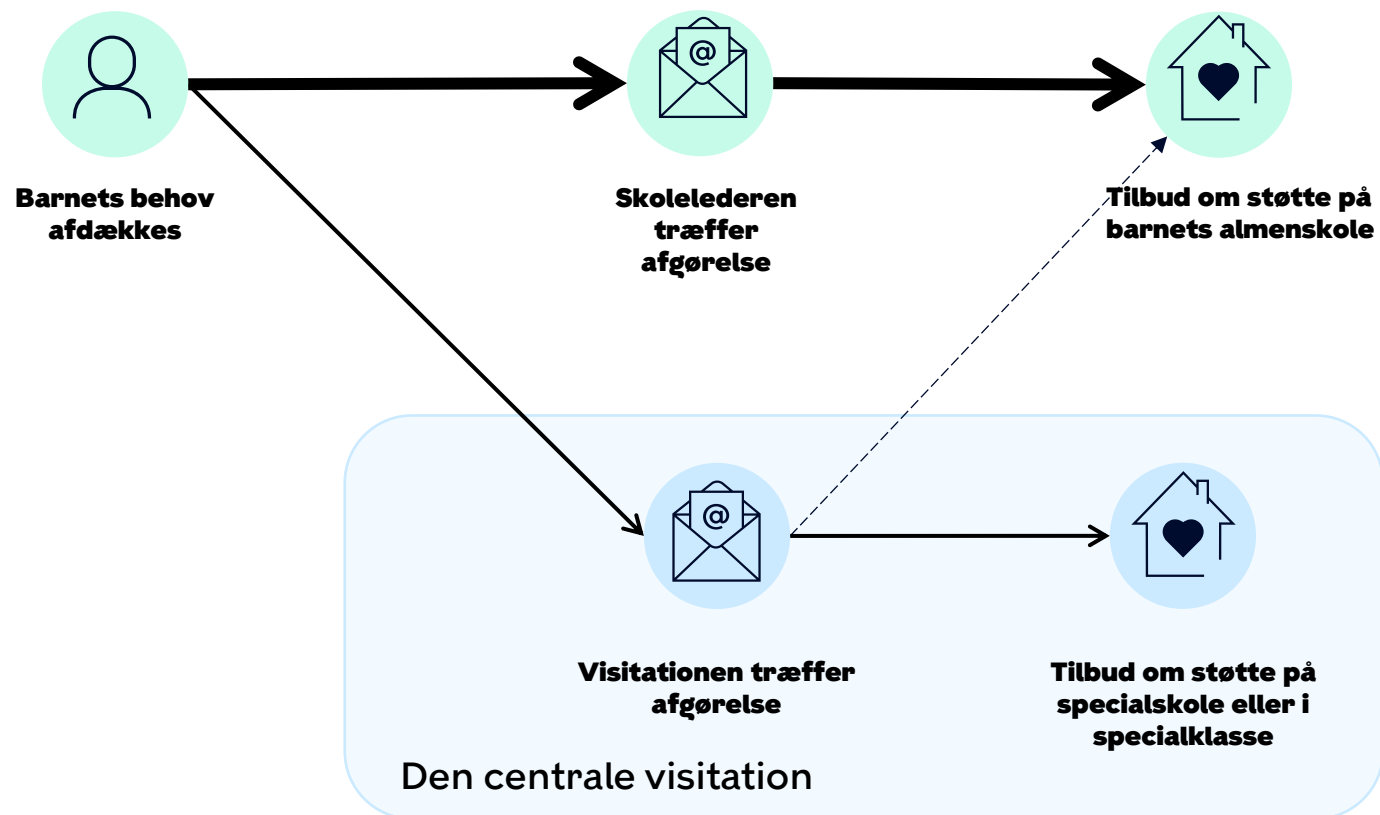 @
Barnets behov
afdækkes
Skolelederen
træffer
afgørelse
Tilbud om støtte på
barnets almenskole
@
Visitationen træffer
afgørelse
Tilbud om støtte på
specialskole eller i
specialklasse
Den centrale visitation